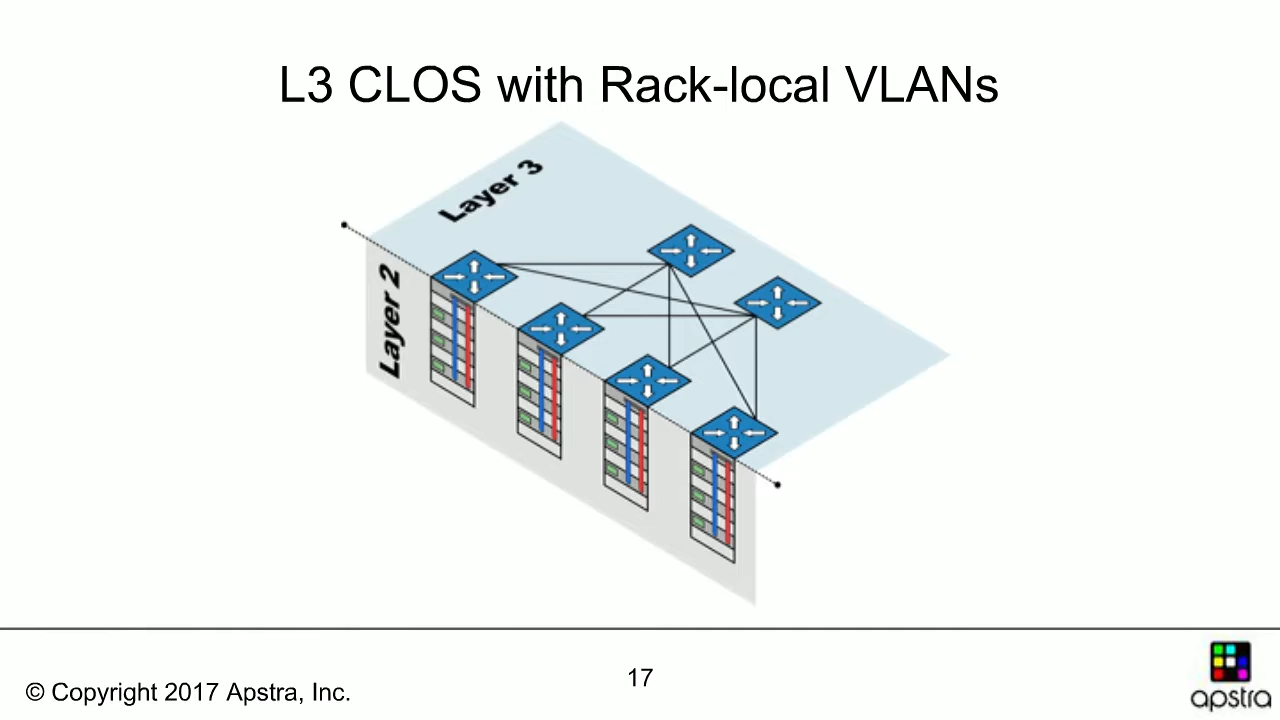 L3 CLOS with Rack-local VLANs
Layer 3
Layer 2
© Copyright 2017 Apstra, Inc.
17
apstra